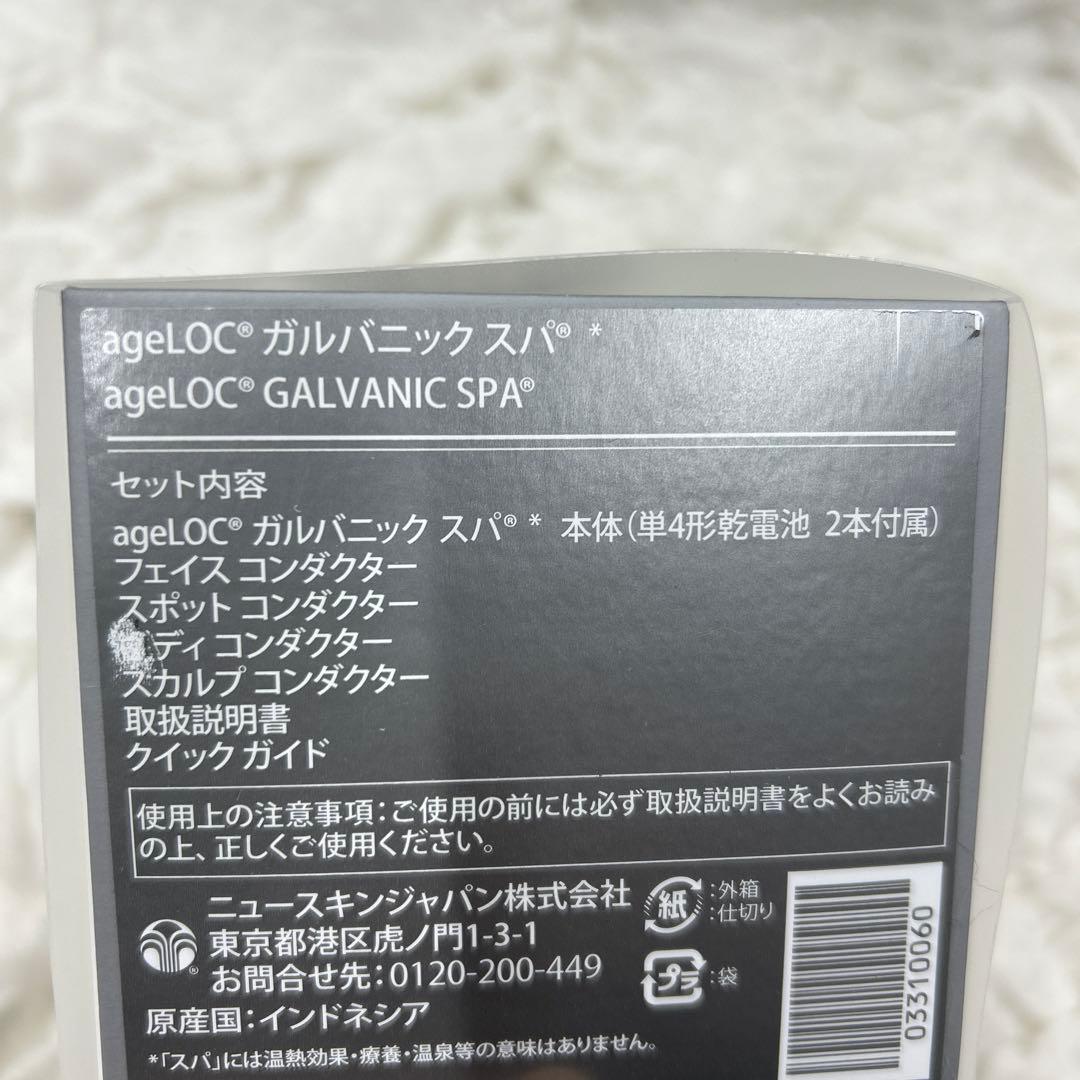 ageLOC® ガルバニック スパ® *
ageLOC® GALVANIC SPA®
セット内容
ageLOC® ガルバニック スパ® * 本体(単4形乾電池 2本付属)
フェイス コンダクター
スポット コンダクター
ディ コンダクター
スカルプ コンダクター
取扱説明書
クイック ガイド
使用上の注意事項:ご使用の前には必ず取扱説明書をよくお読み
の上、正しくご使用ください。
ニュースキンジャパン株式会社
東京都港区虎ノ門1-3-1
お問合せ先:0120-200-449
原産国:インドネシア
*「スパ」には温熱効果・療養・温泉等の意味はありません。
紙 :外箱
:仕切り
プラ :袋
03310060